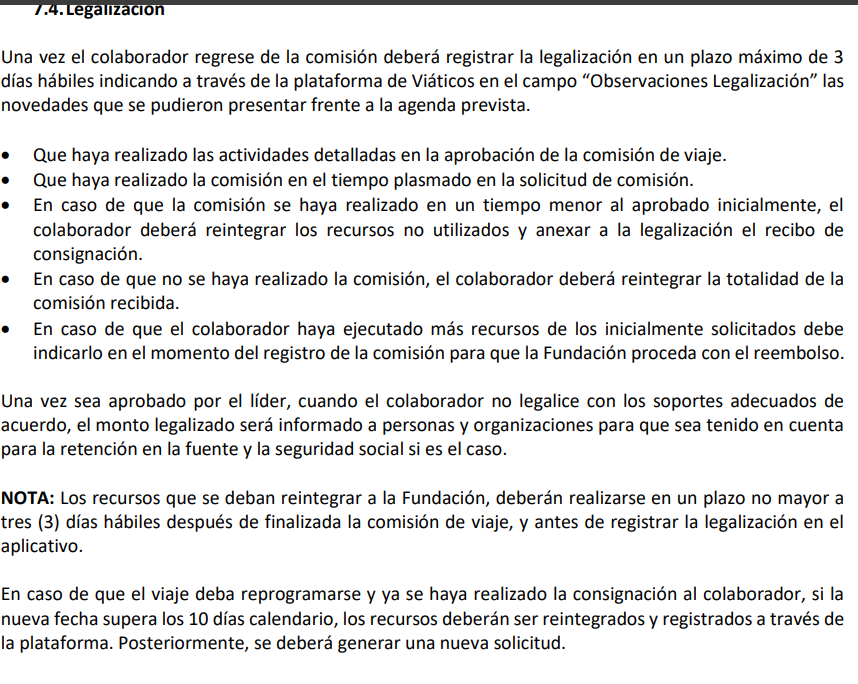 7.4. Legalización
Una vez el colaborador regrese de la comisión deberá registrar la legalización en un plazo máximo de 3
días hábiles indicando a través de la plataforma de Viáticos en el campo “Observaciones Legalización” las
novedades que se pudieron presentar frente a la agenda prevista.
• Que haya realizado las actividades detalladas en la aprobación de la comisión de viaje.
• Que haya realizado la comisión en el tiempo plasmado en la solicitud de comisión.
• En caso de que la comisión se haya realizado en un tiempo menor al aprobado inicialmente, el
colaborador deberá reintegrar los recursos no utilizados y anexar a la legalización el recibo de
consignación.
• En caso de que no se haya realizado la comisión, el colaborador deberá reintegrar la totalidad de la
comisión recibida.
• En caso de que el colaborador haya ejecutado más recursos de los inicialmente solicitados debe
indicarlo en el momento del registro de la comisión para que la Fundación proceda con el reembolso.
Una vez sea aprobado por el líder, cuando el colaborador no legalice con los soportes adecuados de
acuerdo, el monto legalizado será informado a personas y organizaciones para que sea tenido en cuenta
para la retención en la fuente y la seguridad social si es el caso.
NOTA: Los recursos que se deban reintegrar a la Fundación, deberán realizarse en un plazo no mayor a
tres (3) días hábiles después de finalizada la comisión de viaje, y antes de registrar la legalización en el
aplicativo.
En caso de que el viaje deba reprogramarse y ya se haya realizado la consignación al colaborador, si la
nueva fecha supera los 10 días calendario, los recursos deberán ser reintegrados y registrados a través de
la plataforma. Posteriormente, se deberá generar una nueva solicitud.